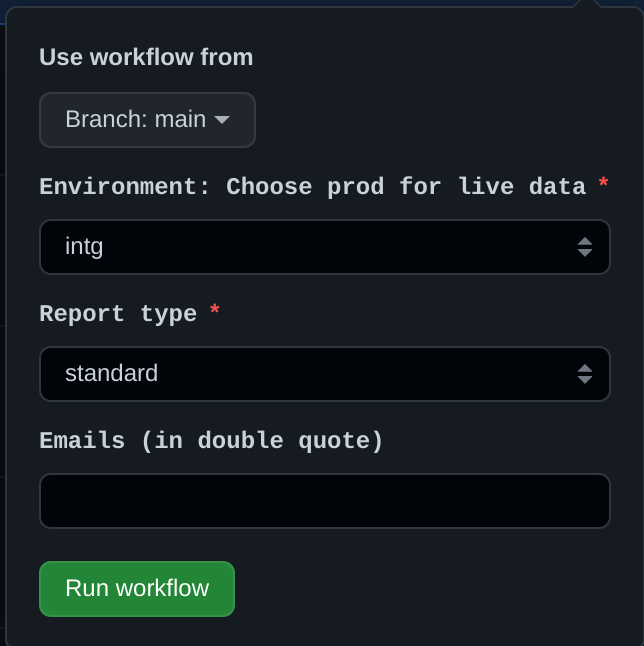 Use workflow from
Branch: main
Environment: Choose prod for live data *
intg
Report type *
standard
Emails (in double quote)
Run workflow